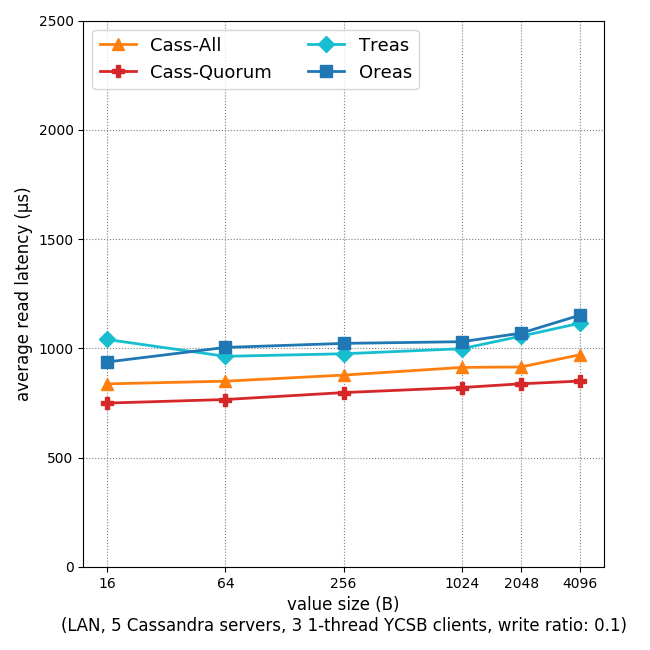 2500
2000
1500
1000
500
0
average read latency (μs)
Cass-All
Cass-Quorum
Treas
Oreas
16 64 256 1024 2048 4096
value size (B)
(LAN, 5 Cassandra servers, 3 1-thread YCSB clients, write ratio: 0.1)